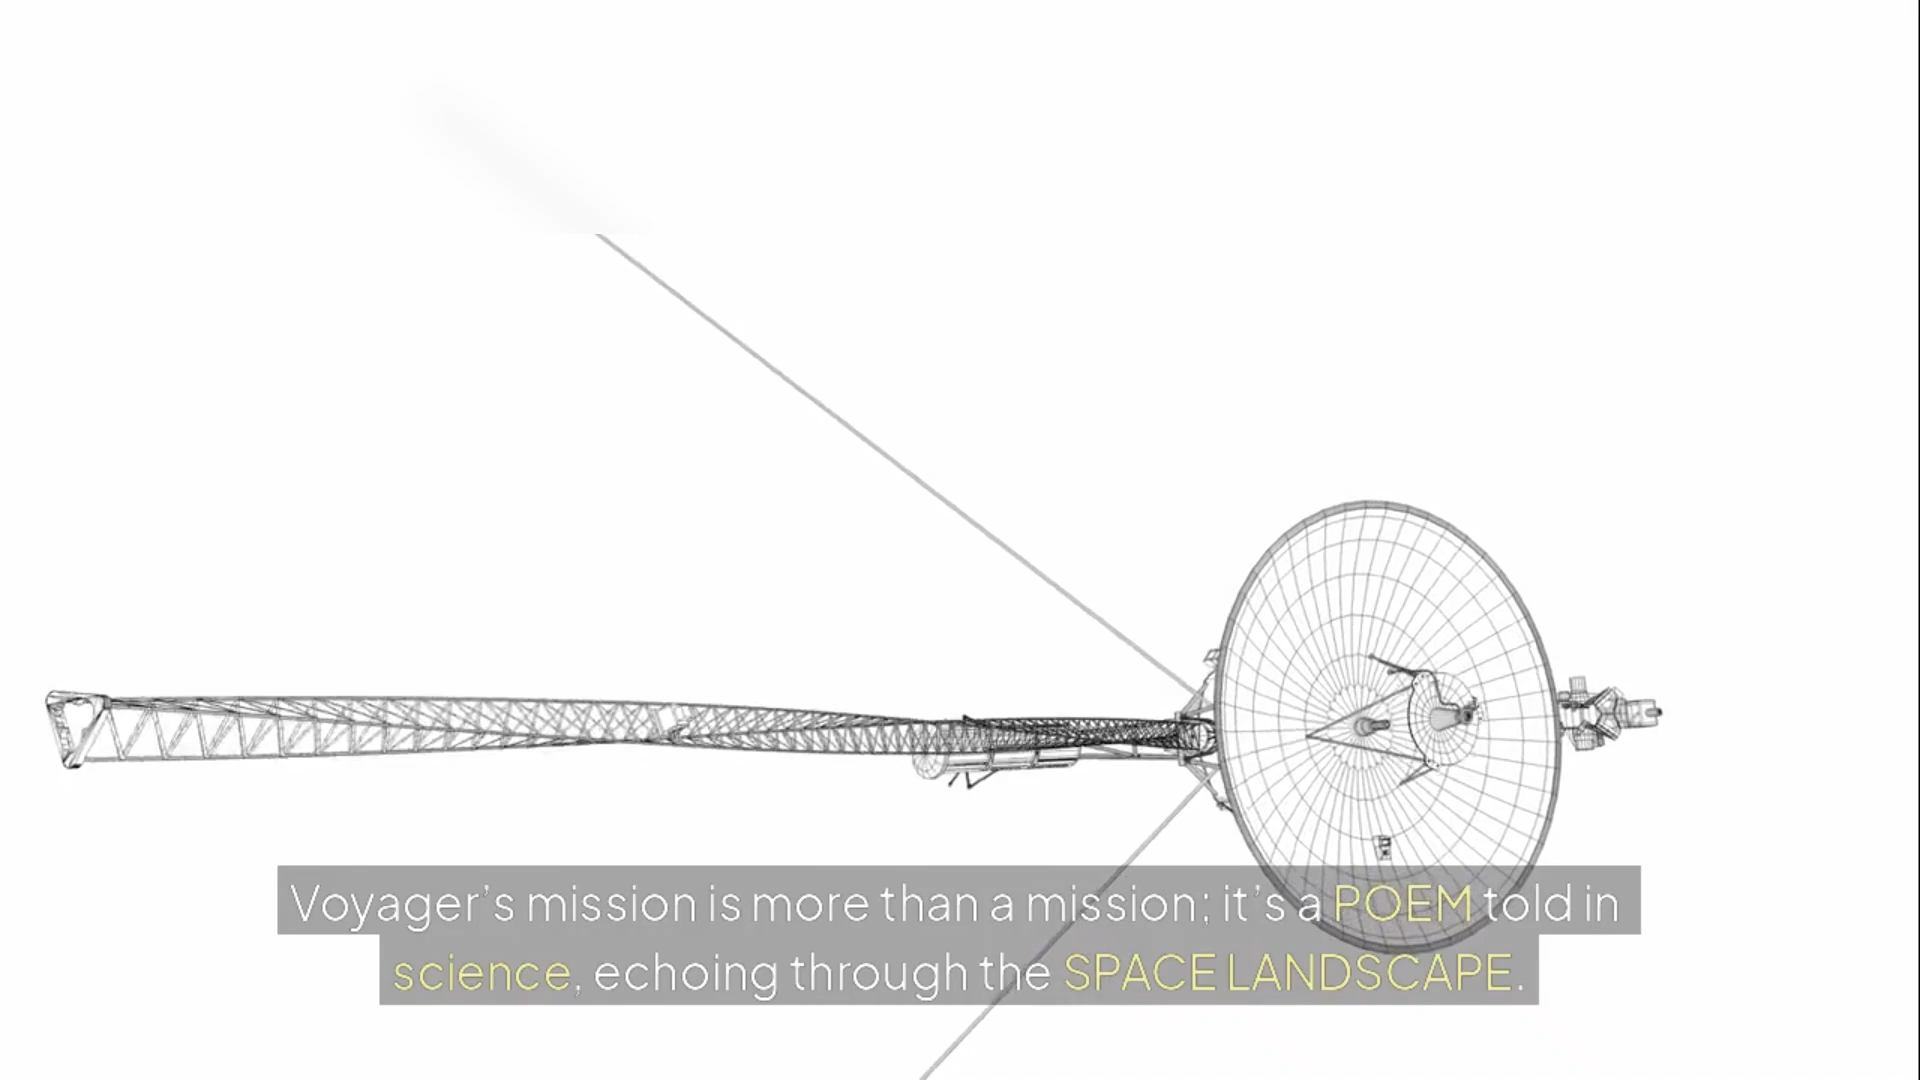 Voyager's mission is more than a mission; it's a POEM told in
science, echoing through the SPACE LANDSCAPE.